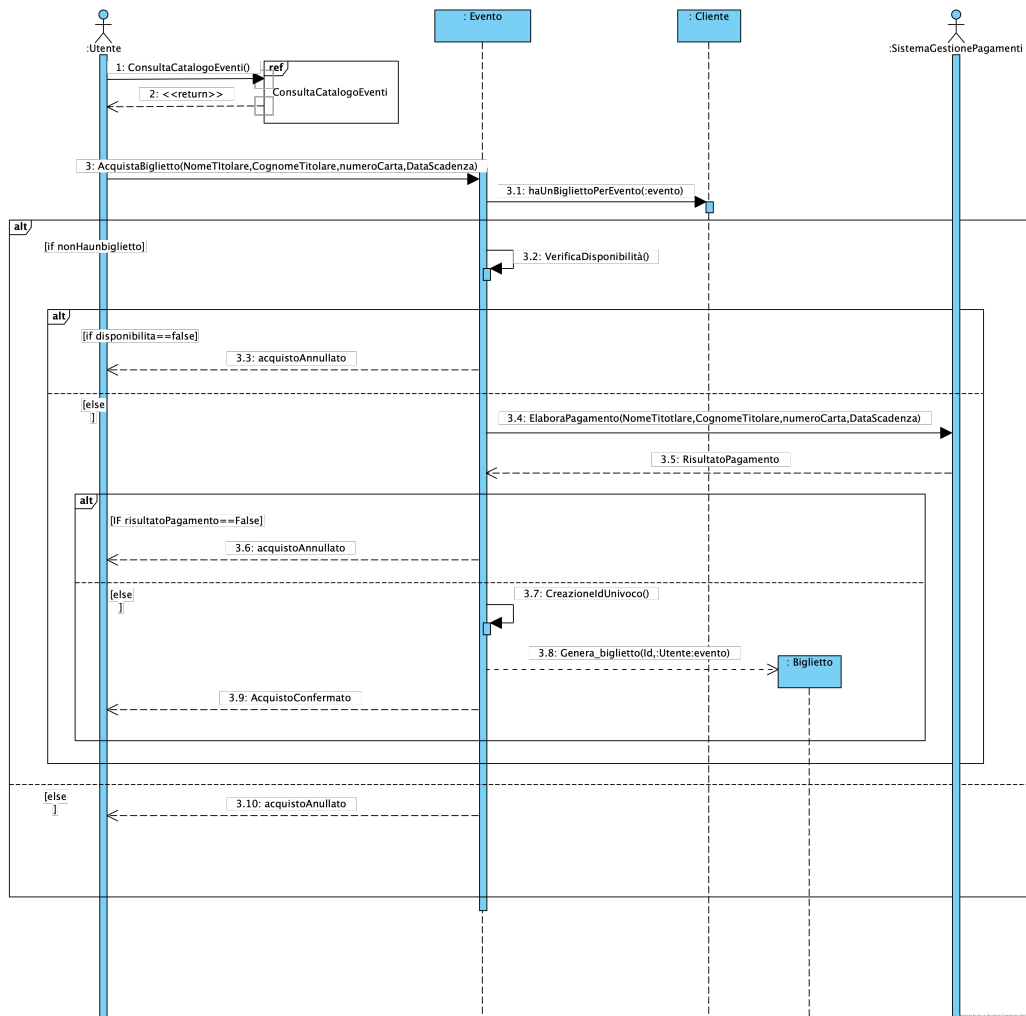 : Evento
: Cliente
:Utente
:SistemaGestionePagamenti
1: ConsultaCatalogoEventi()
ref
2: <<return>>
ConsultaCatalogoEventi
3: AcquistaBiglietto(NomeTItolare,CognomeTitolare,numeroCarta,DataScadenza)
3.1: haUnBigliettoPerEvento(:evento)
alt
[if nonHaunbiglietto]
3.2: VerificaDisponibilità()
alt
[if disponibilita==false]
3.3: acquistoAnnullato
[else
]
3.4: ElaboraPagamento(NomeTitotlare,CognomeTitolare,numeroCarta,DataScadenza)
3.5: RisultatoPagamento
alt
[IF risultatoPagamento==False]
3.6: acquistoAnnullato
[else
]
3.7: CreazioneIdUnivoco()
3.8: Genera_biglietto(Id,:Utente:evento)
: Biglietto
3.9: AcquistoConfermato
[else
]
3.10: acquistoAnullato